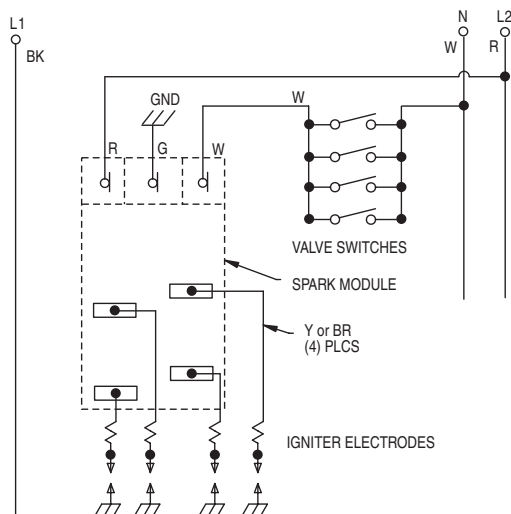 L1
N
L2
BK
W
R
GND
W
R
G
W
VALVE SWITCHES
SPARK MODULE
Y or BR
(4) PLCS
IGNITER ELECTRODES